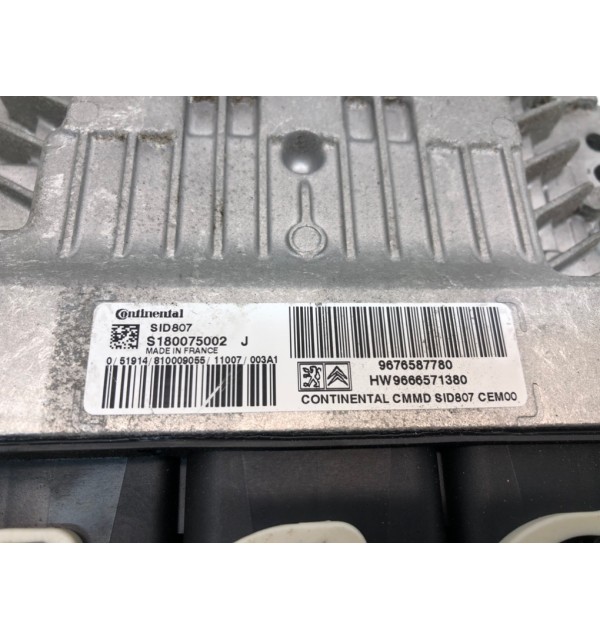 Continental
SID807
S180075002 J
MADE IN FRANCE
0/51914/810009055/11007/003A1
9676587780
HW9666571380
CONTINENTAL CMMD SID807 CEM00